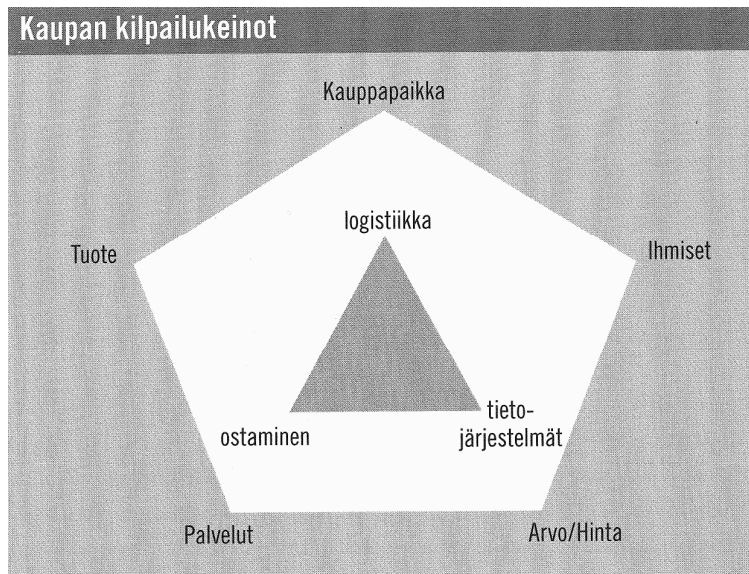 Kaupan kilpailukeinot
Kauppapaikka
logistiikka
Tuote
Ihmiset
ostaminen
tieto-
järjestelmät
Palvelut
Arvo/Hinta